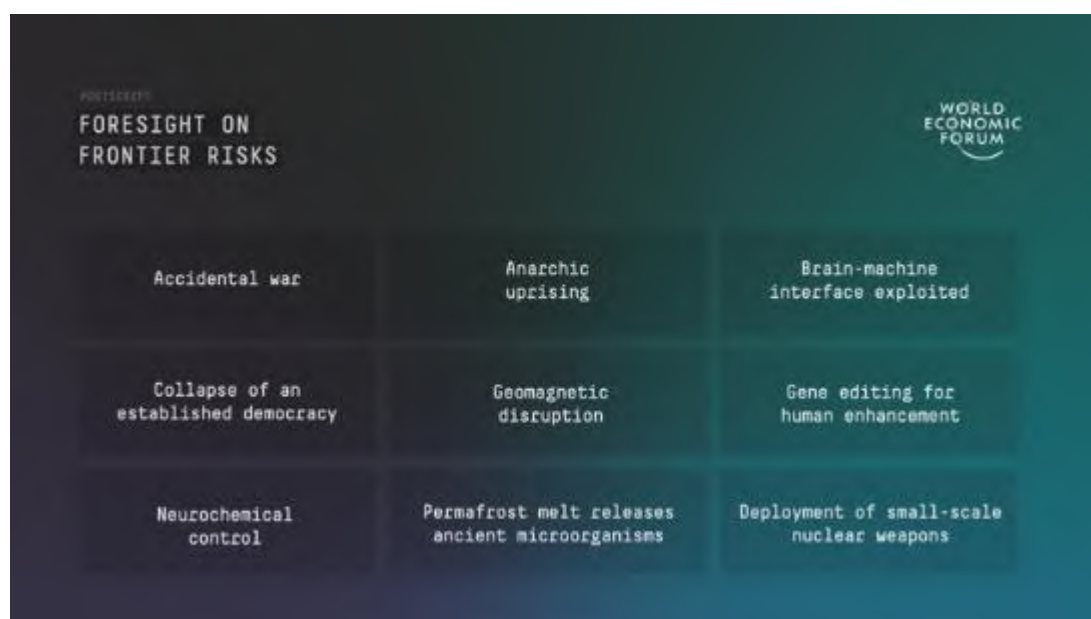 POSTSCRIPT
FORESIGHT ON
FRONTIER RISKS
WORLD
ECONOMIC
FORUM
Accidental war
Anarchic
uprising
Brain-machine
interface exploited
Collapse of an
established democracy
Geomagnetic
disruption
Gene editing for
human enhancement
Neurochemical
control
Permafrost melt releases
ancient microorganisms
Deployment of small-scale
nuclear weapons